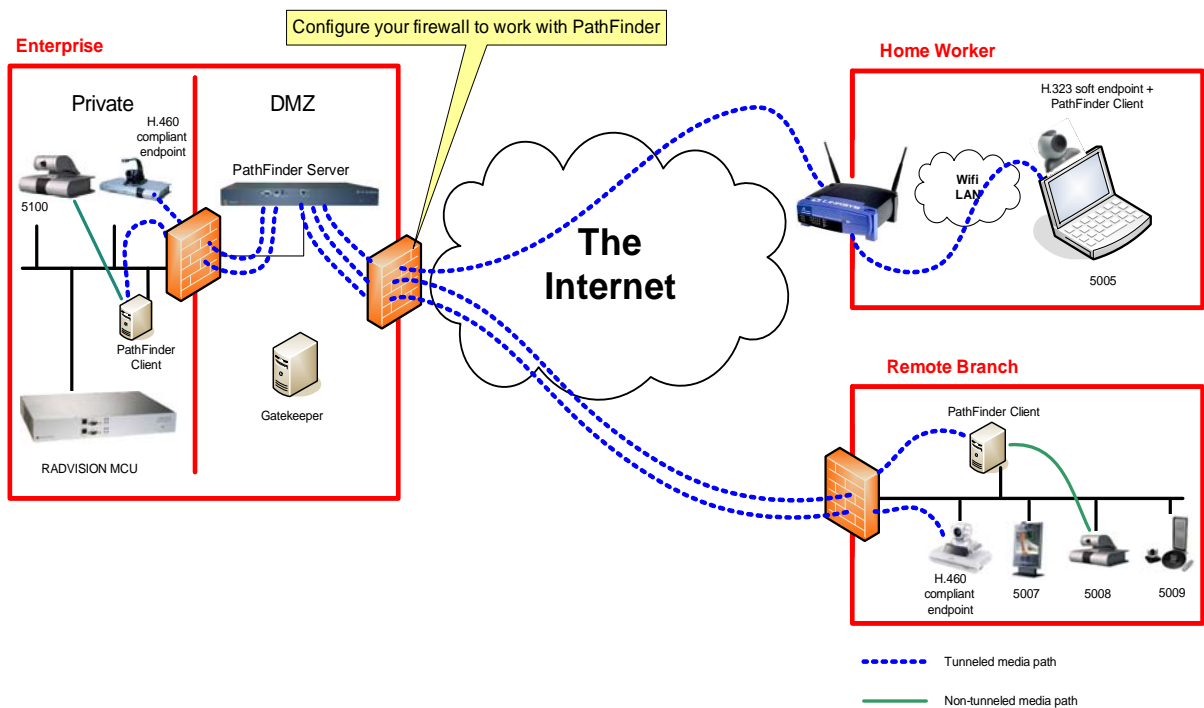 Configure your firewall to work with PathFinder
Enterprise
Home Worker
Private
DMZ
H.460
compliant
endpoint
PathFinder Server
5100
PathFinder
Client
Gatekeeper
RADVISION MCU
The
Internet
H.323 soft endpoint +
PathFinder Client
Wifi
LAN
5005
Remote Branch
PathFinder Client
H.460
compliant
endpoint
5007
5008
5009
Tunneled media path
Non-tunneled media path